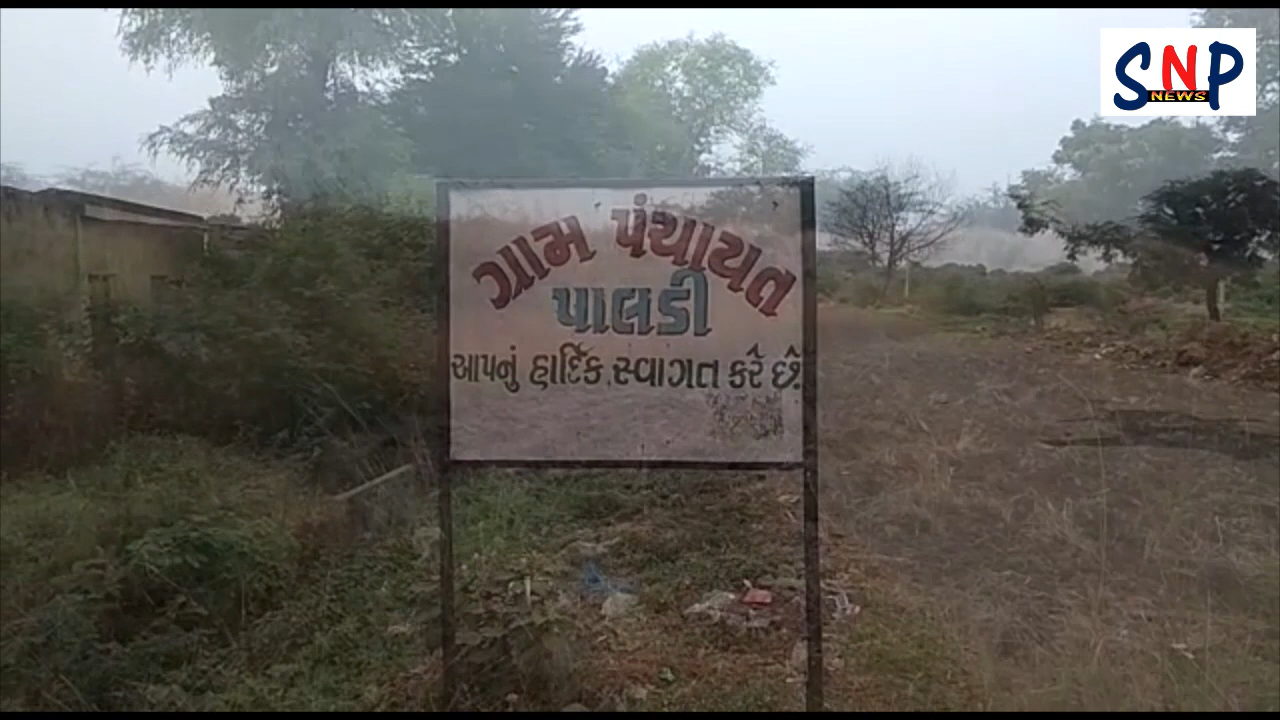 SNP
NEWS
ગ્રામ પંચાયત
પાલડી
આપનું હાર્દિક સ્વાગત કરે છે.